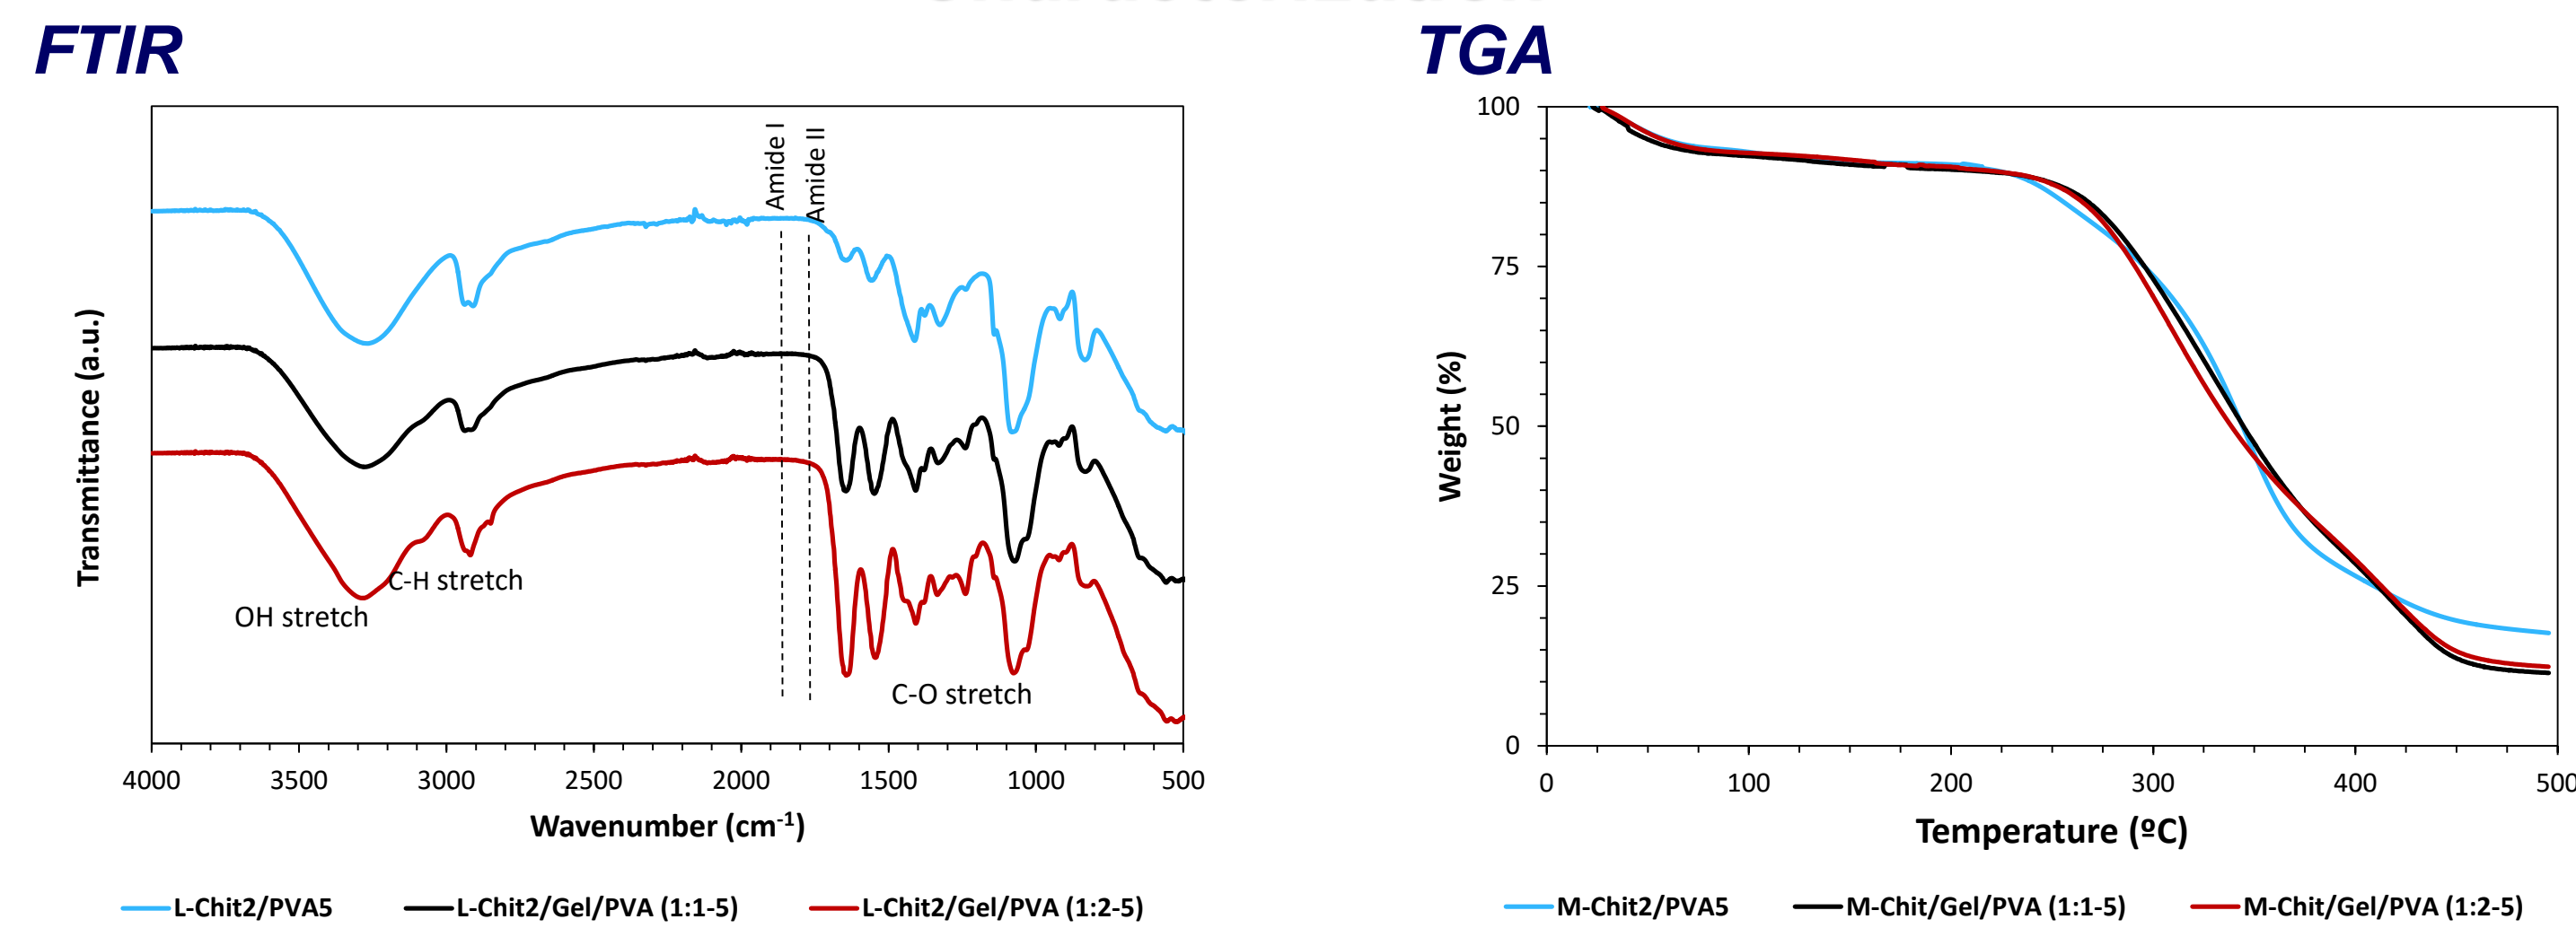 FTIR
TGA
Transmittance (a.u.)
Amide I
Amide II
OH stretch
C-H stretch
C-O stretch
4000 3500 3000 2500 2000 1500 1000 500
Wavenumber (cm⁻¹)
L-Chit2/PVA5 L-Chit2/Gel/PVA (1:1-5) L-Chit2/Gel/PVA (1:2-5)
Weight (%)
100
75
50
25
0
0 100 200 300 400 500
Temperature (ºC)
M-Chit2/PVA5 M-Chit/Gel/PVA (1:1-5) M-Chit/Gel/PVA (1:2-5)